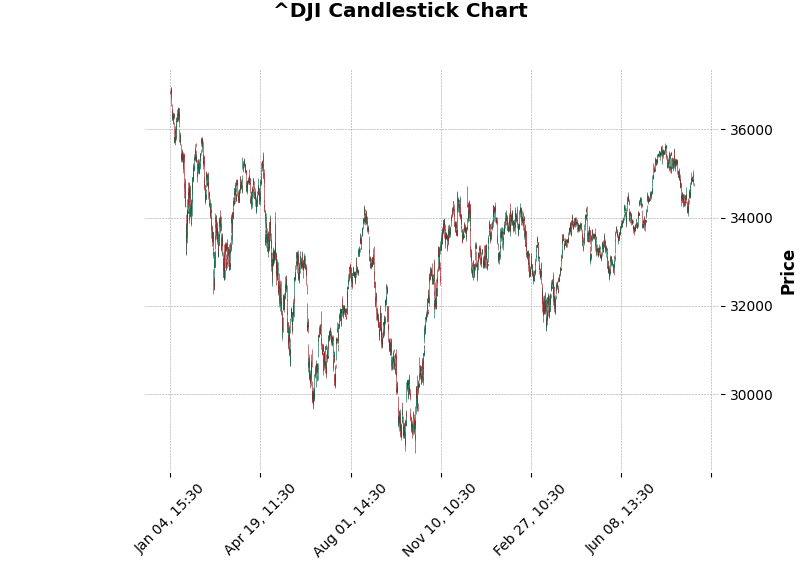 ^DJI Candlestick Chart
36000
34000
32000
30000
Price
Jan 04, 15:30
Apr 19, 11:30
Aug 01, 14:30
Nov 10, 10:30
Feb 27, 10:30
Jun 08, 13:30